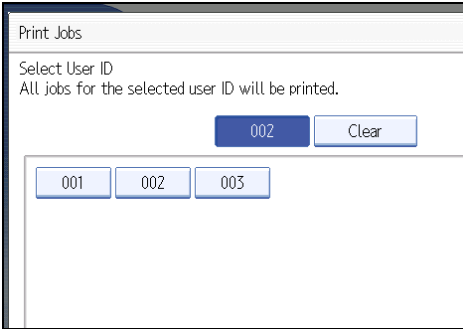 Print Jobs
Select User ID
All jobs for the selected user ID will be printed.
002 Clear
001 002 003